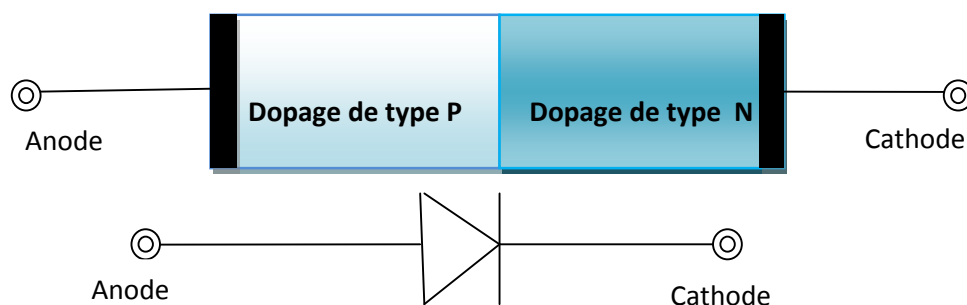 Dopage de type P
Dopage de type N
Anode
Cathode
Anode
Cathode